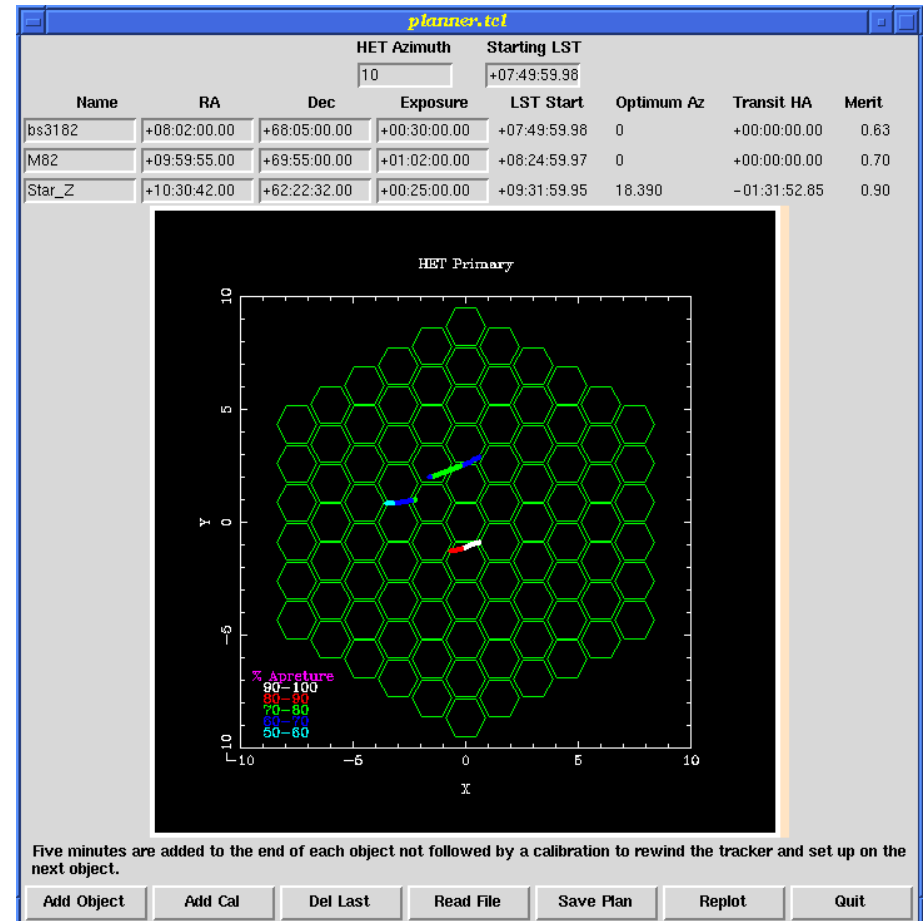 planner.tcl
HET Azimuth Starting LST
10 +07:49:59.98
Name RA Dec Exposure LST Start Optimum Az Transit HA Merit
bs3182 +08:02:00.00 +68:05:00.00 +00:30:00.00 +07:49:59.98 0 +00:00:00.00 0.63
M82 +09:59:55.00 +69:55:00.00 +01:02:00.00 +08:24:59.97 0 +00:00:00.00 0.70
Star_Z +10:30:42.00 +62:22:32.00 +00:25:00.00 +09:31:59.95 18.390 -01:31:52.85 0.90
HET Primary
10
5
Y 0
-5
-10
% Apreture
90-100
80-90
70-80
60-70
50-60
-10 -5 0 5 10
X
Five minutes are added to the end of each object not followed by a calibration to rewind the tracker and set up on the
next object.
Add Object Add Cal Del Last Read File Save Plan Replot Quit